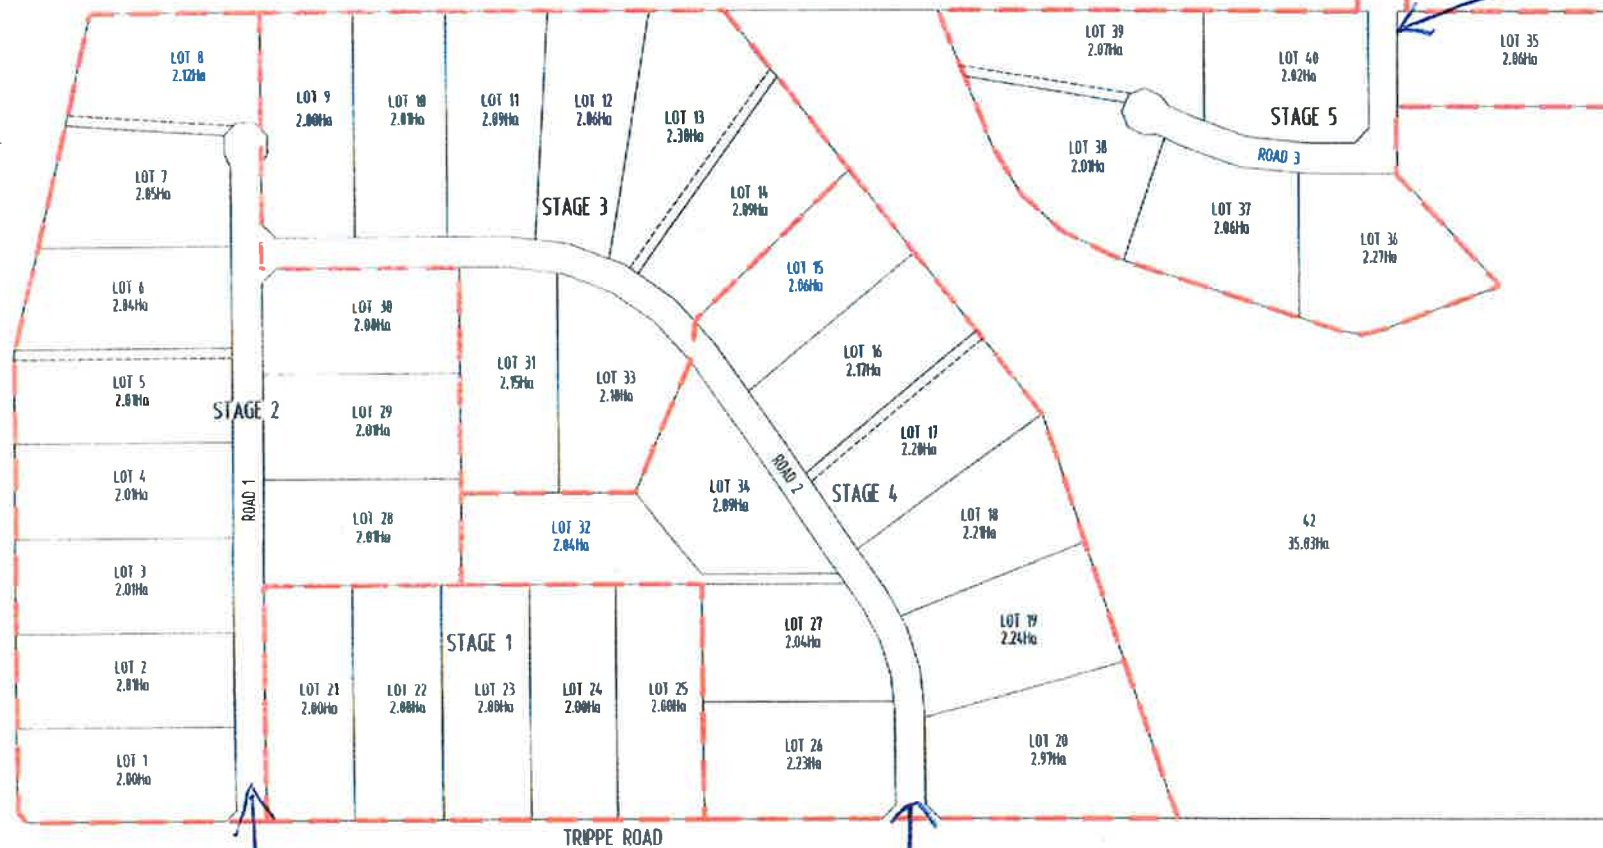 LOT 8
2.12Ha
LOT 9
2.00Ha
LOT 10
2.01Ha
LOT 11
2.09Ha
LOT 12
2.06Ha
LOT 13
2.30Ha
LOT 39
2.07Ha
LOT 40
2.02Ha
LOT 35
2.06Ha
STAGE 5
LOT 38
2.01Ha
ROAD 3
LOT 7
2.05Ha
STAGE 3
LOT 14
2.09Ha
LOT 37
2.06Ha
LOT 36
2.27Ha
LOT 6
2.04Ha
LOT 30
2.00Ha
LOT 15
2.06Ha
LOT 16
2.17Ha
LOT 31
2.15Ha
LOT 33
2.10Ha
LOT 5
2.01Ha
STAGE 2
LOT 29
2.01Ha
LOT 17
2.20Ha
LOT 4
2.01Ha
ROAD 1
ROAD 2
STAGE 4
LOT 34
2.09Ha
LOT 28
2.01Ha
LOT 32
2.04Ha
LOT 18
2.21Ha
42
35.03Ha
LOT 3
2.01Ha
LOT 2
2.01Ha
STAGE 1
LOT 27
2.04Ha
LOT 19
2.24Ha
LOT 21
2.00Ha
LOT 22
2.00Ha
LOT 23
2.00Ha
LOT 24
2.00Ha
LOT 25
2.00Ha
LOT 1
2.00Ha
LOT 26
2.23Ha
LOT 20
2.97Ha
TRIPPE ROAD